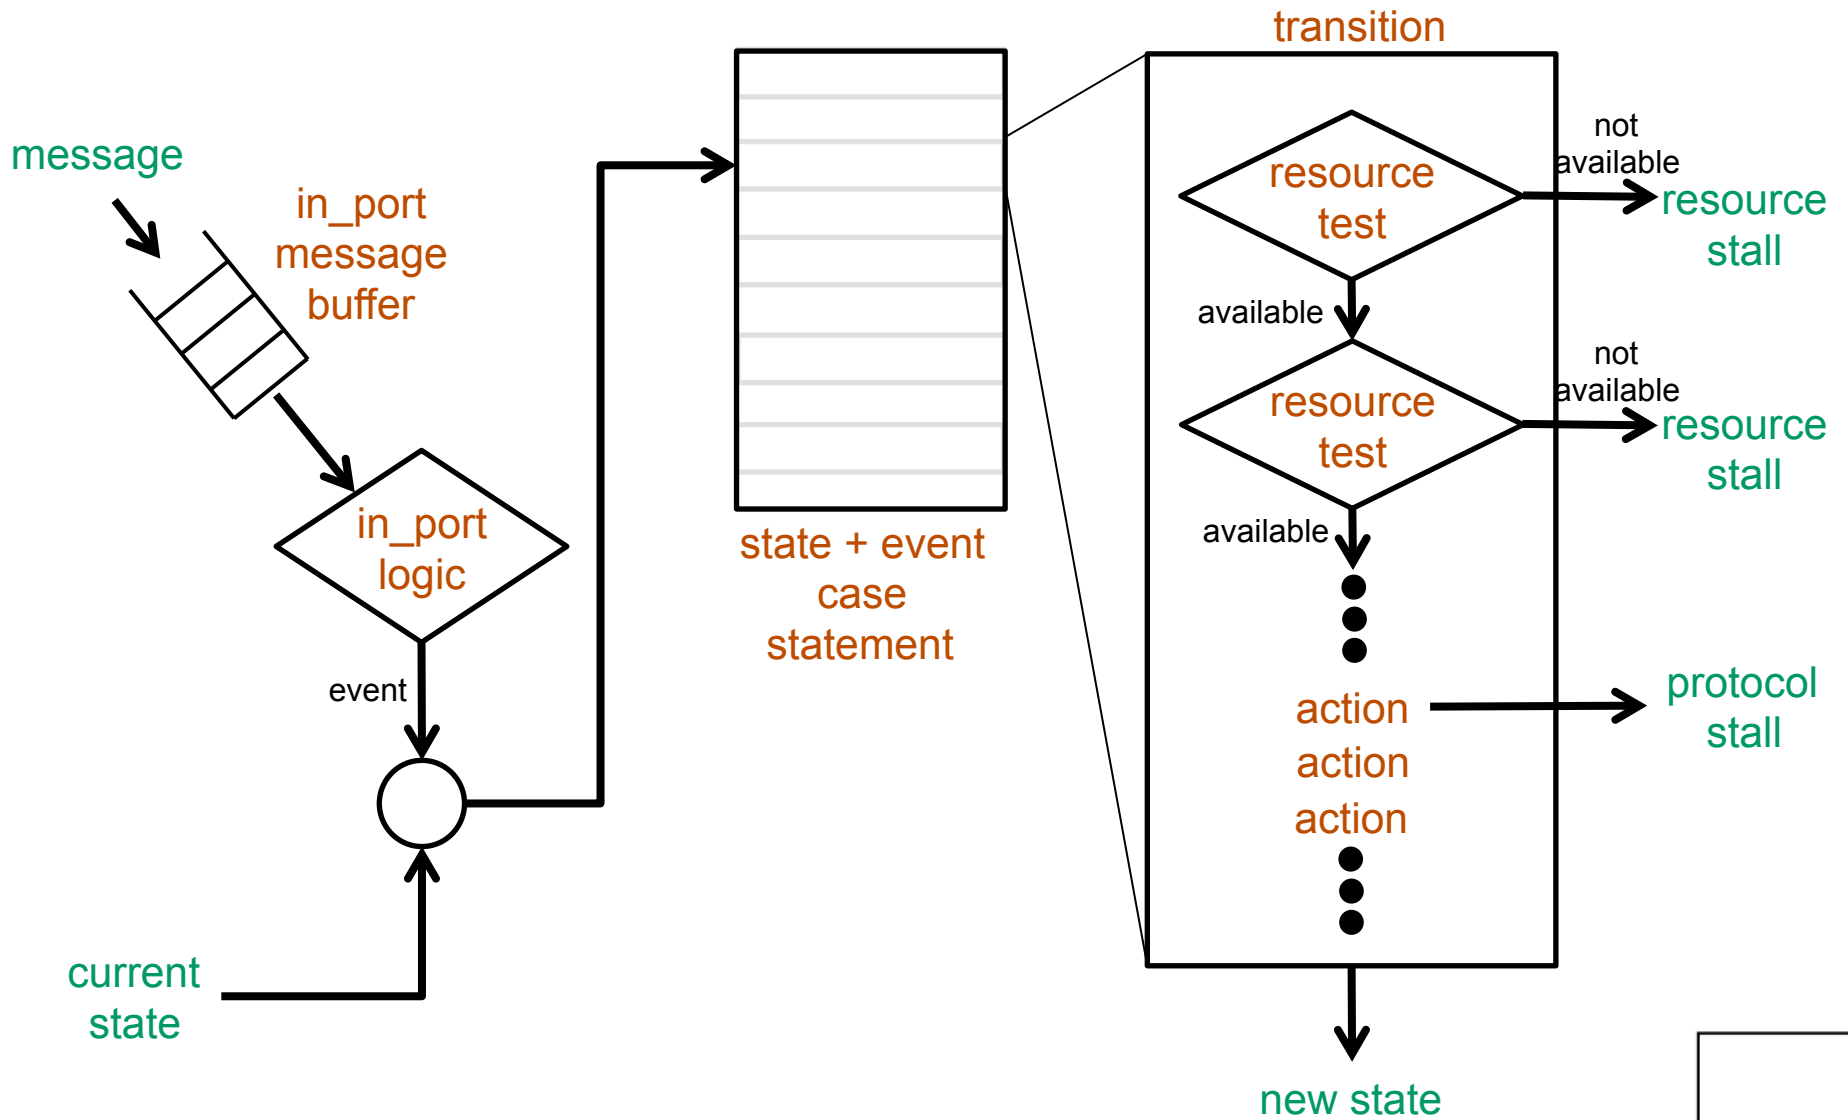 message
in_port
message
buffer
in_port
logic
event
current
state
state + event
case
statement
transition
resource
test
not
available
resource
stall
available
resource
test
not
available
resource
stall
available
action
protocol
stall
action
action
new state